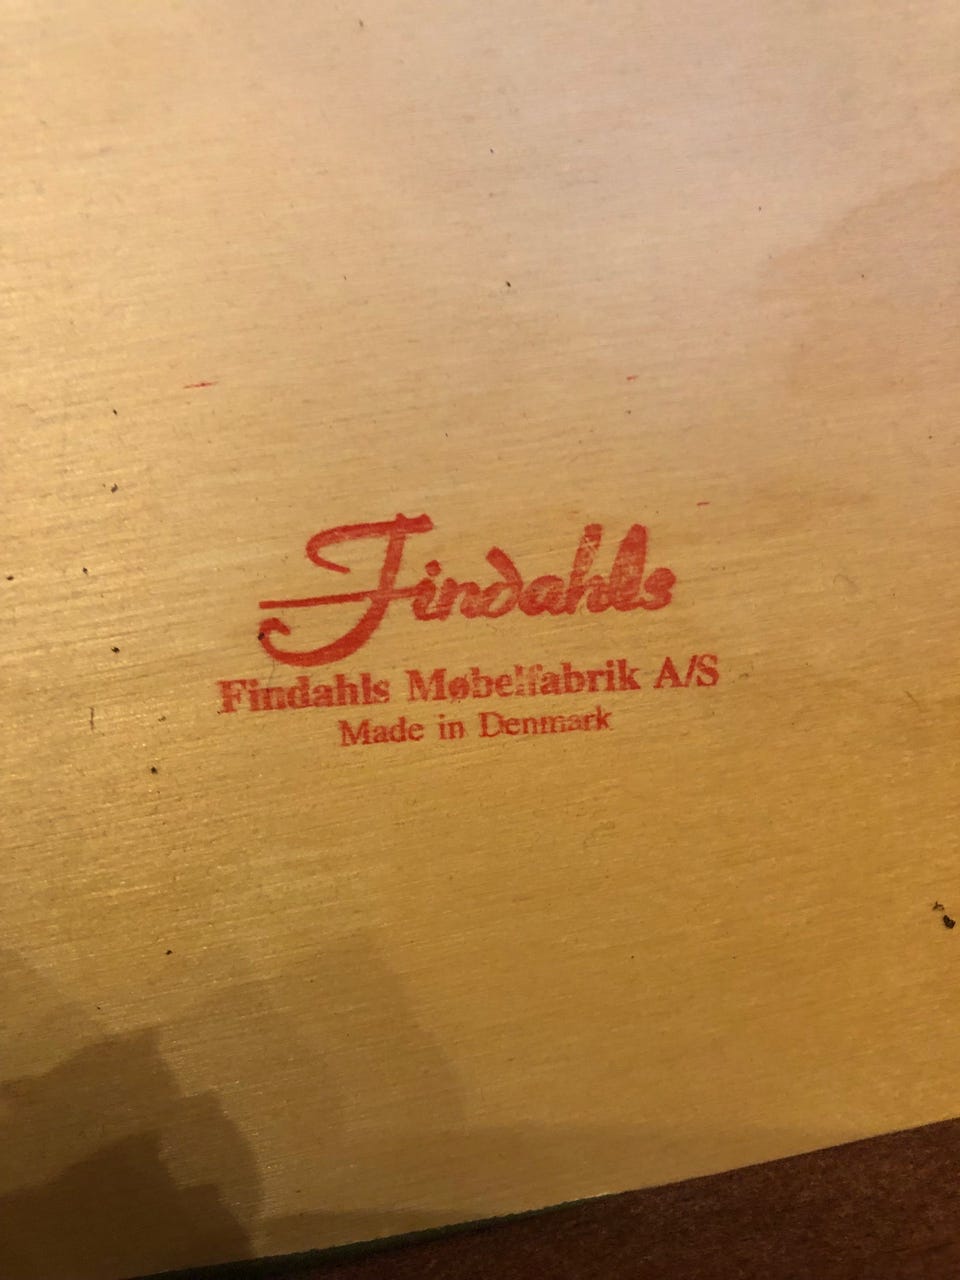 Findahls
Findahls Møbelfabrik A/S
Made in Denmark